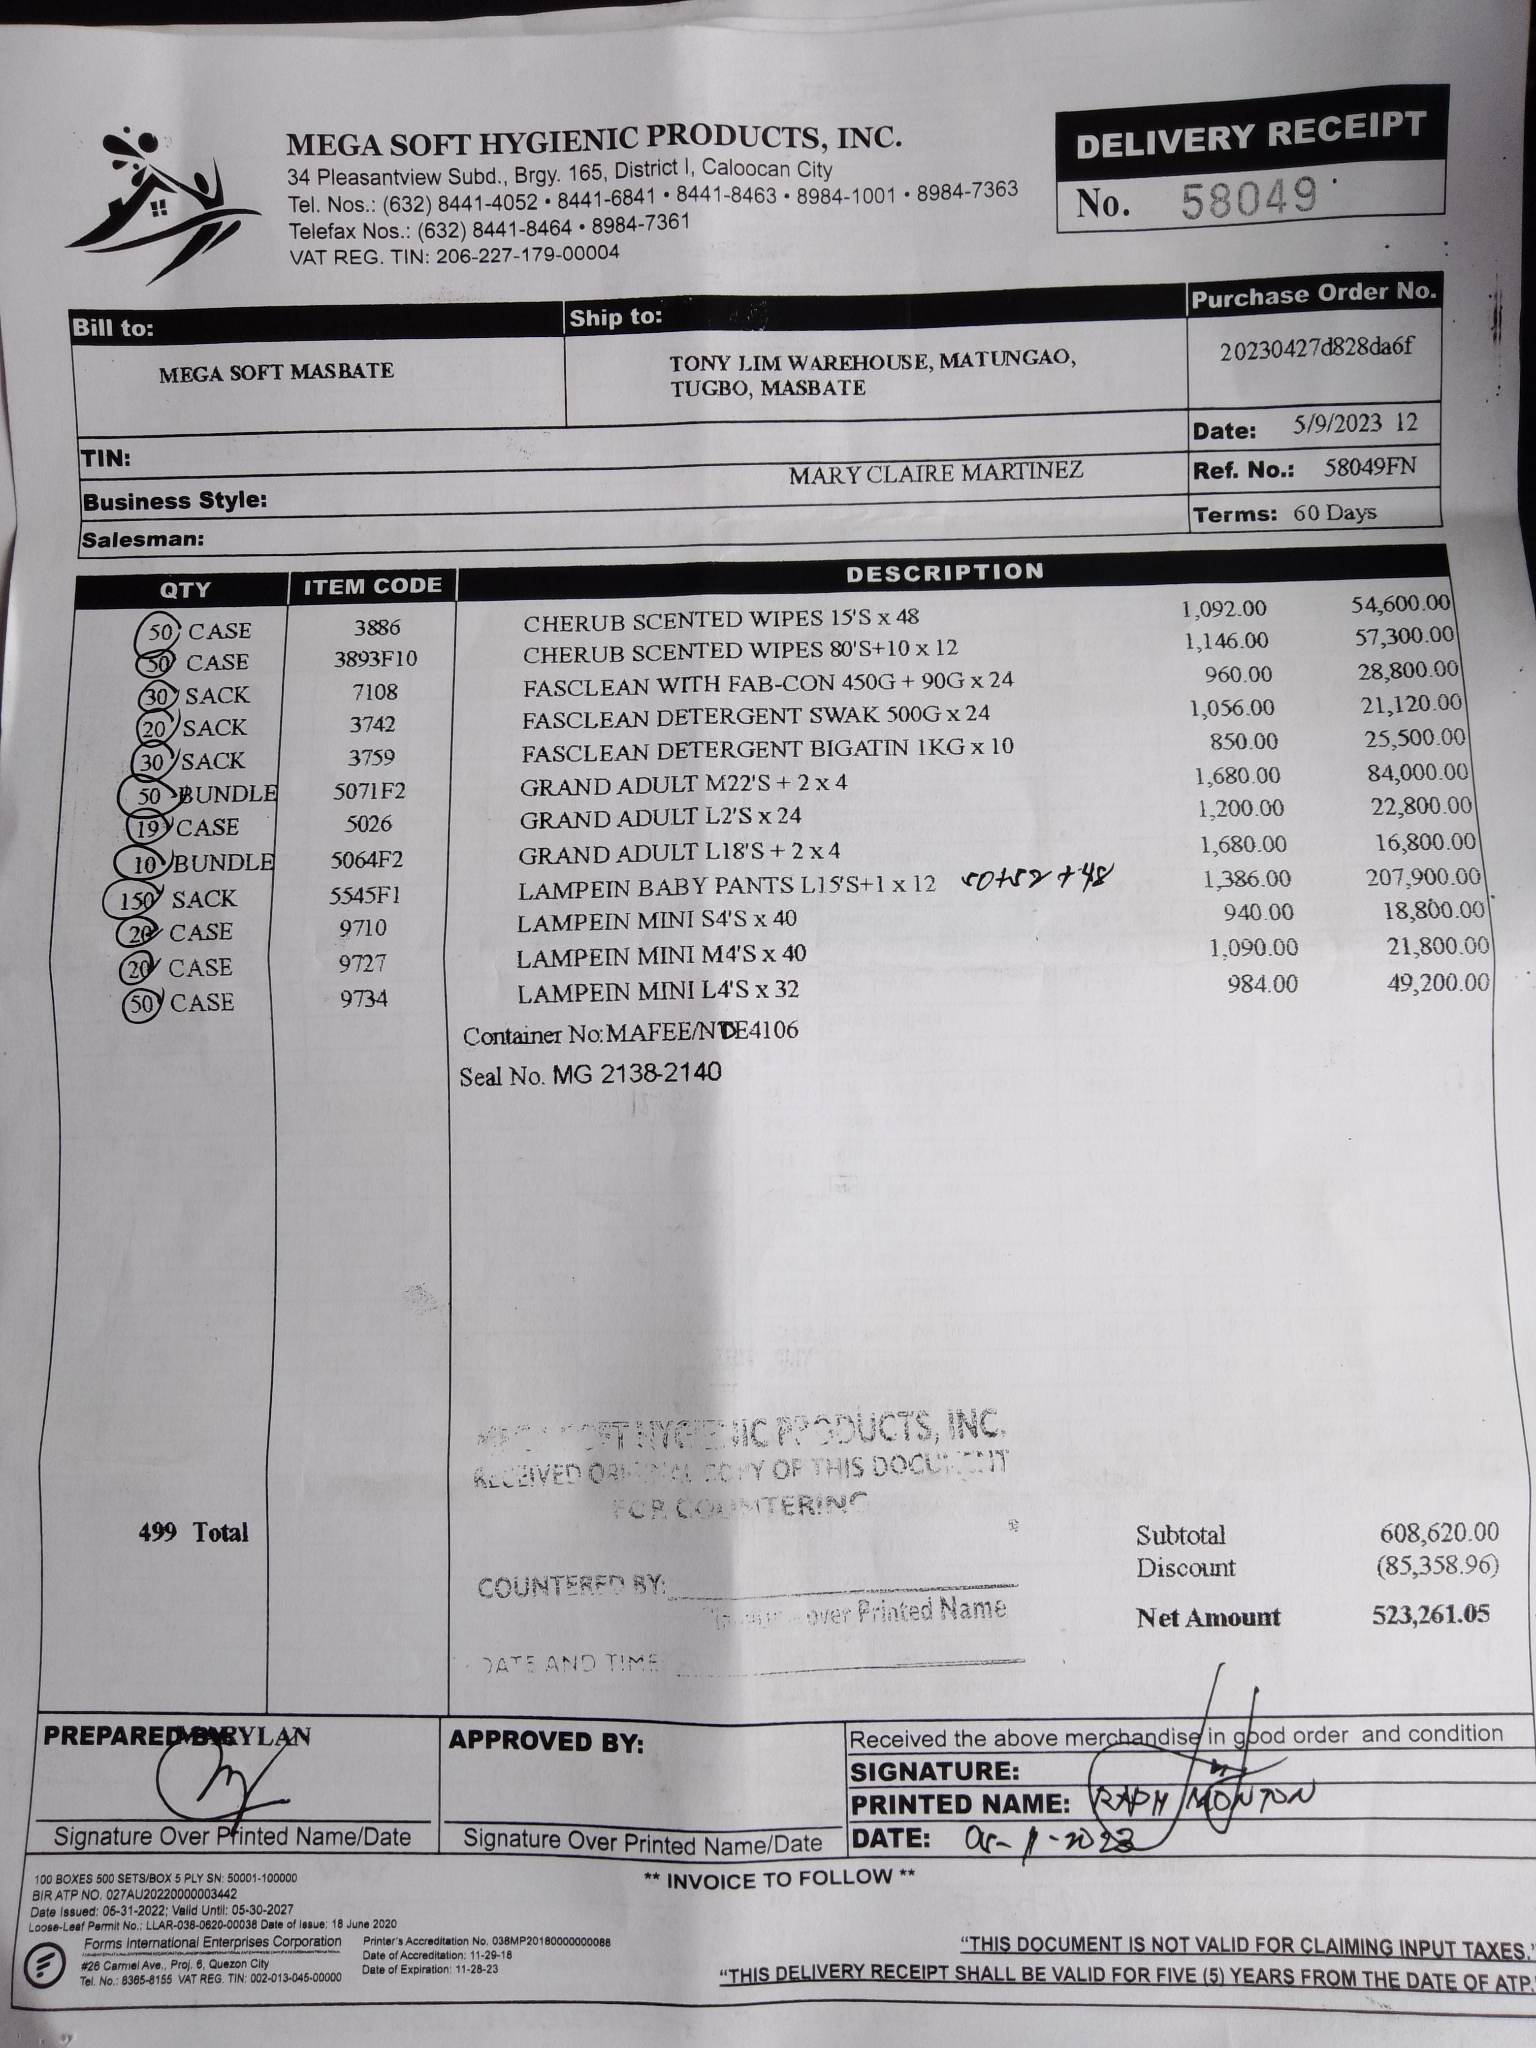 MEGA SOFT HYGIENIC PRODUCTS, INC.
34 Pleasantview Subd., Brgy. 165, District I, Caloocan City
Tel. Nos.: (632) 8441-4052 • 8441-6841 • 8441-8463 • 8984-1001 • 8984-7363
Telefax Nos.: (632) 8441-8464 • 8984-7361
VAT REG. TIN: 206-227-179-00004
DELIVERY RECEIPT
No. 58049
Bill to: Ship to: Purchase Order No.
MEGA SOFT MASBATE TONY LIM WAREHOUSE, MATUNGAO, 20230427d828da6f
TUGBO, MASBATE
TIN: Date: 5/9/2023 12
Business Style: MARY CLAIRE MARTINEZ Ref. No.: 58049FN
Salesman: Terms: 60 Days
QTY ITEM CODE DESCRIPTION
50 CASE 3886 CHERUB SCENTED WIPES 15'S x 48 1,092.00 54,600.00
50 CASE 3893F10 CHERUB SCENTED WIPES 80'S+10 x 12 1,146.00 57,300.00
30 SACK 7108 FASCLEAN WITH FAB-CON 450G + 90G x 24 960.00 28,800.00
20 SACK 3742 FASCLEAN DETERGENT SWAK 500G x 24 1,056.00 21,120.00
30 SACK 3759 FASCLEAN DETERGENT BIGATIN 1KG x 10 850.00 25,500.00
50 BUNDLE 5071F2 GRAND ADULT M22'S + 2 x 4 1,680.00 84,000.00
19 CASE 5026 GRAND ADULT L2'S x 24 1,200.00 22,800.00
10 BUNDLE 5064F2 GRAND ADULT L18'S + 2 x 4 1,680.00 16,800.00
150 SACK 5545F1 LAMPEIN BABY PANTS L15'S+1 x 12 50+52+48 1,386.00 207,900.00
20 CASE 9710 LAMPEIN MINI S4'S x 40 940.00 18,800.00
20 CASE 9727 LAMPEIN MINI M4'S x 40 1,090.00 21,800.00
50 CASE 9734 LAMPEIN MINI L4'S x 32 984.00 49,200.00
Container No: MAFEE/NDE4106
Seal No. MG 2138-2140
MEGA SOFT HYGIENIC PRODUCTS, INC.
RECEIVED ORIGINAL COPY OF THIS DOCUMENT
FOR COUNTERING
499 Total Subtotal 608,620.00
Discount (85,358.96)
COUNTERED BY:
over Printed Name
Net Amount 523,261.05
DATE AND TIME
PREPARED BY: MARYLAN
APPROVED BY:
Received the above merchandise in good order and condition
SIGNATURE:
PRINTED NAME: RAPH MONTON
DATE:
Signature Over Printed Name/Date Signature Over Printed Name/Date
** INVOICE TO FOLLOW **
100 BOXES 500 SETS/BOX 5 PLY SN: 50001-100000
BIR ATP NO. 027AU20220000003442
Date Issued: 05-31-2022; Valid Until: 05-30-2027
Loose-Leaf Permit No.: LLAR-038-0620-00038 Date of Issue: 18 June 2020
Forms International Enterprises Corporation
#26 Carmel Ave., Proj. 6, Quezon City
Tel. No.: 8365-8155 VAT REG. TIN: 002-013-045-00000
Printer's Accreditation No. 038MP20180000000088
Date of Accreditation: 11-29-18
Date of Expiration: 11-28-23
"THIS DOCUMENT IS NOT VALID FOR CLAIMING INPUT TAXES."
"THIS DELIVERY RECEIPT SHALL BE VALID FOR FIVE (5) YEARS FROM THE DATE OF ATP."